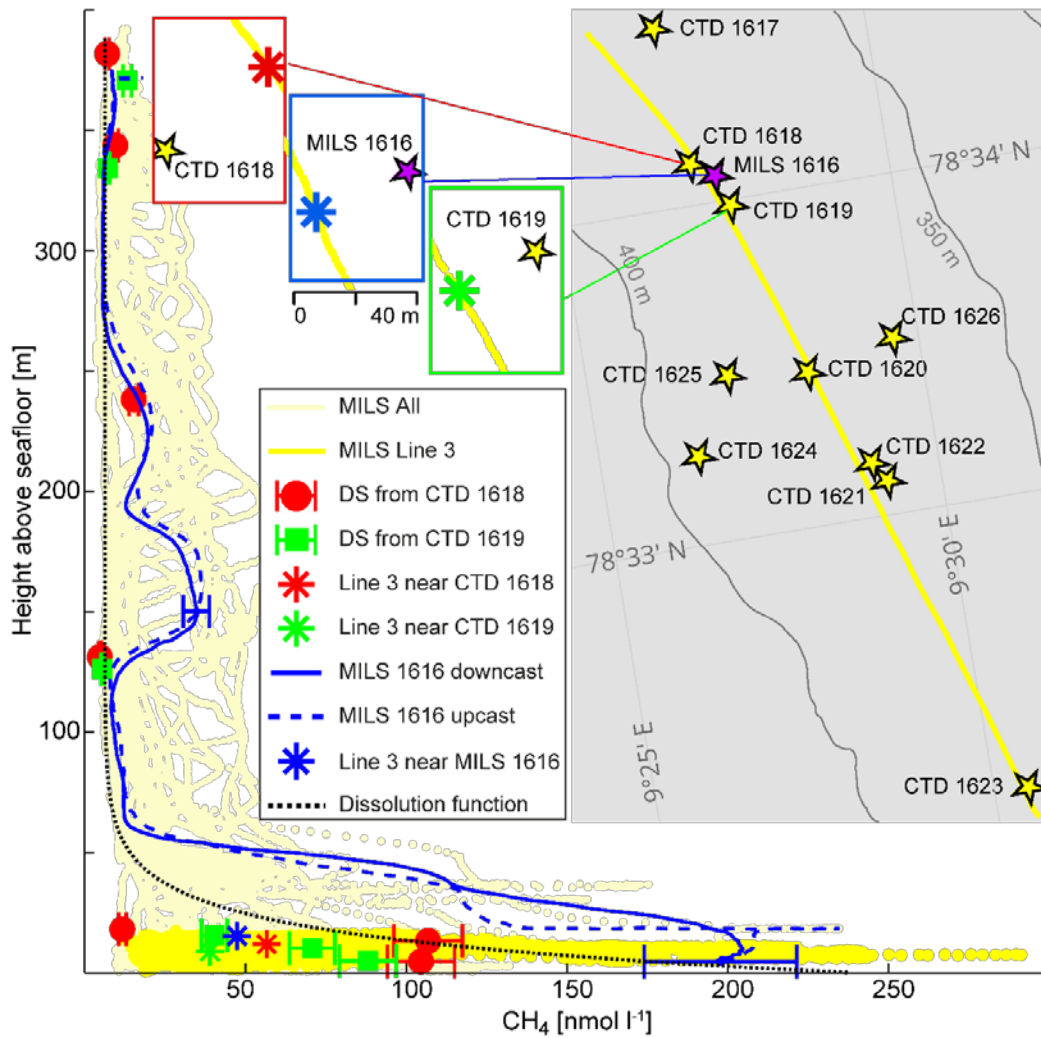 CTD 1617
CTD 1618
MILS 1616
CTD 1619
78°34' N
350 m
400 m
CTD 1626
CTD 1625
CTD 1620
CTD 1624
CTD 1622
CTD 1621
78°33' N
9°30' E
9°25' E
CTD 1623
CTD 1618
MILS 1616
CTD 1619
0 40 m
MILS All
MILS Line 3
DS from CTD 1618
DS from CTD 1619
Line 3 near CTD 1618
Line 3 near CTD 1619
MILS 1616 downcast
MILS 1616 upcast
Line 3 near MILS 1616
Dissolution function
Height above seafloor [m]
300
200
100
50 100 150 200 250
CH₄ [nmol l⁻¹]